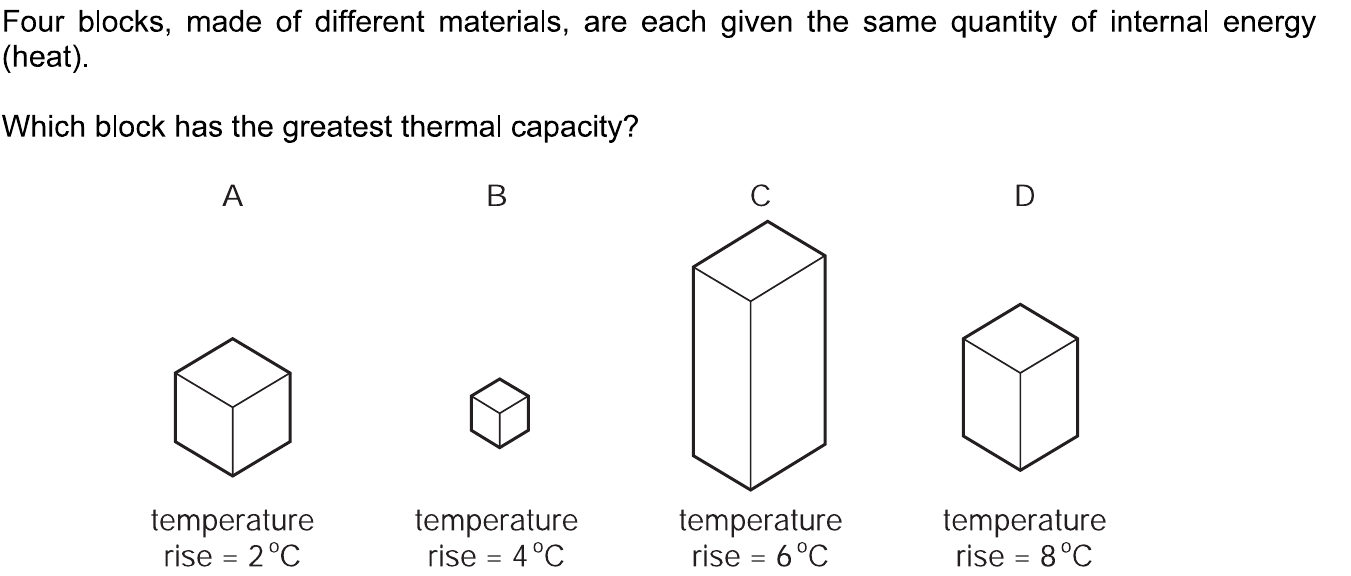 Four blocks, made of different materials, are each given the same quantity of internal energy
(heat).
Which block has the greatest thermal capacity?
A B C D
temperature temperature temperature temperature
rise = 2°C rise = 4°C rise = 6°C rise = 8°C